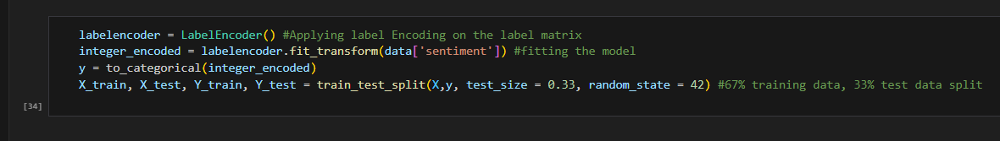 labelencoder = LabelEncoder() #Applying label Encoding on the label matrix
integer_encoded = labelencoder.fit_transform(data['sentiment']) #fitting the model
y = to_categorical(integer_encoded)
X_train, X_test, Y_train, Y_test = train_test_split(X,y, test_size = 0.33, random_state = 42) #67% training data, 33% test data split
[34]